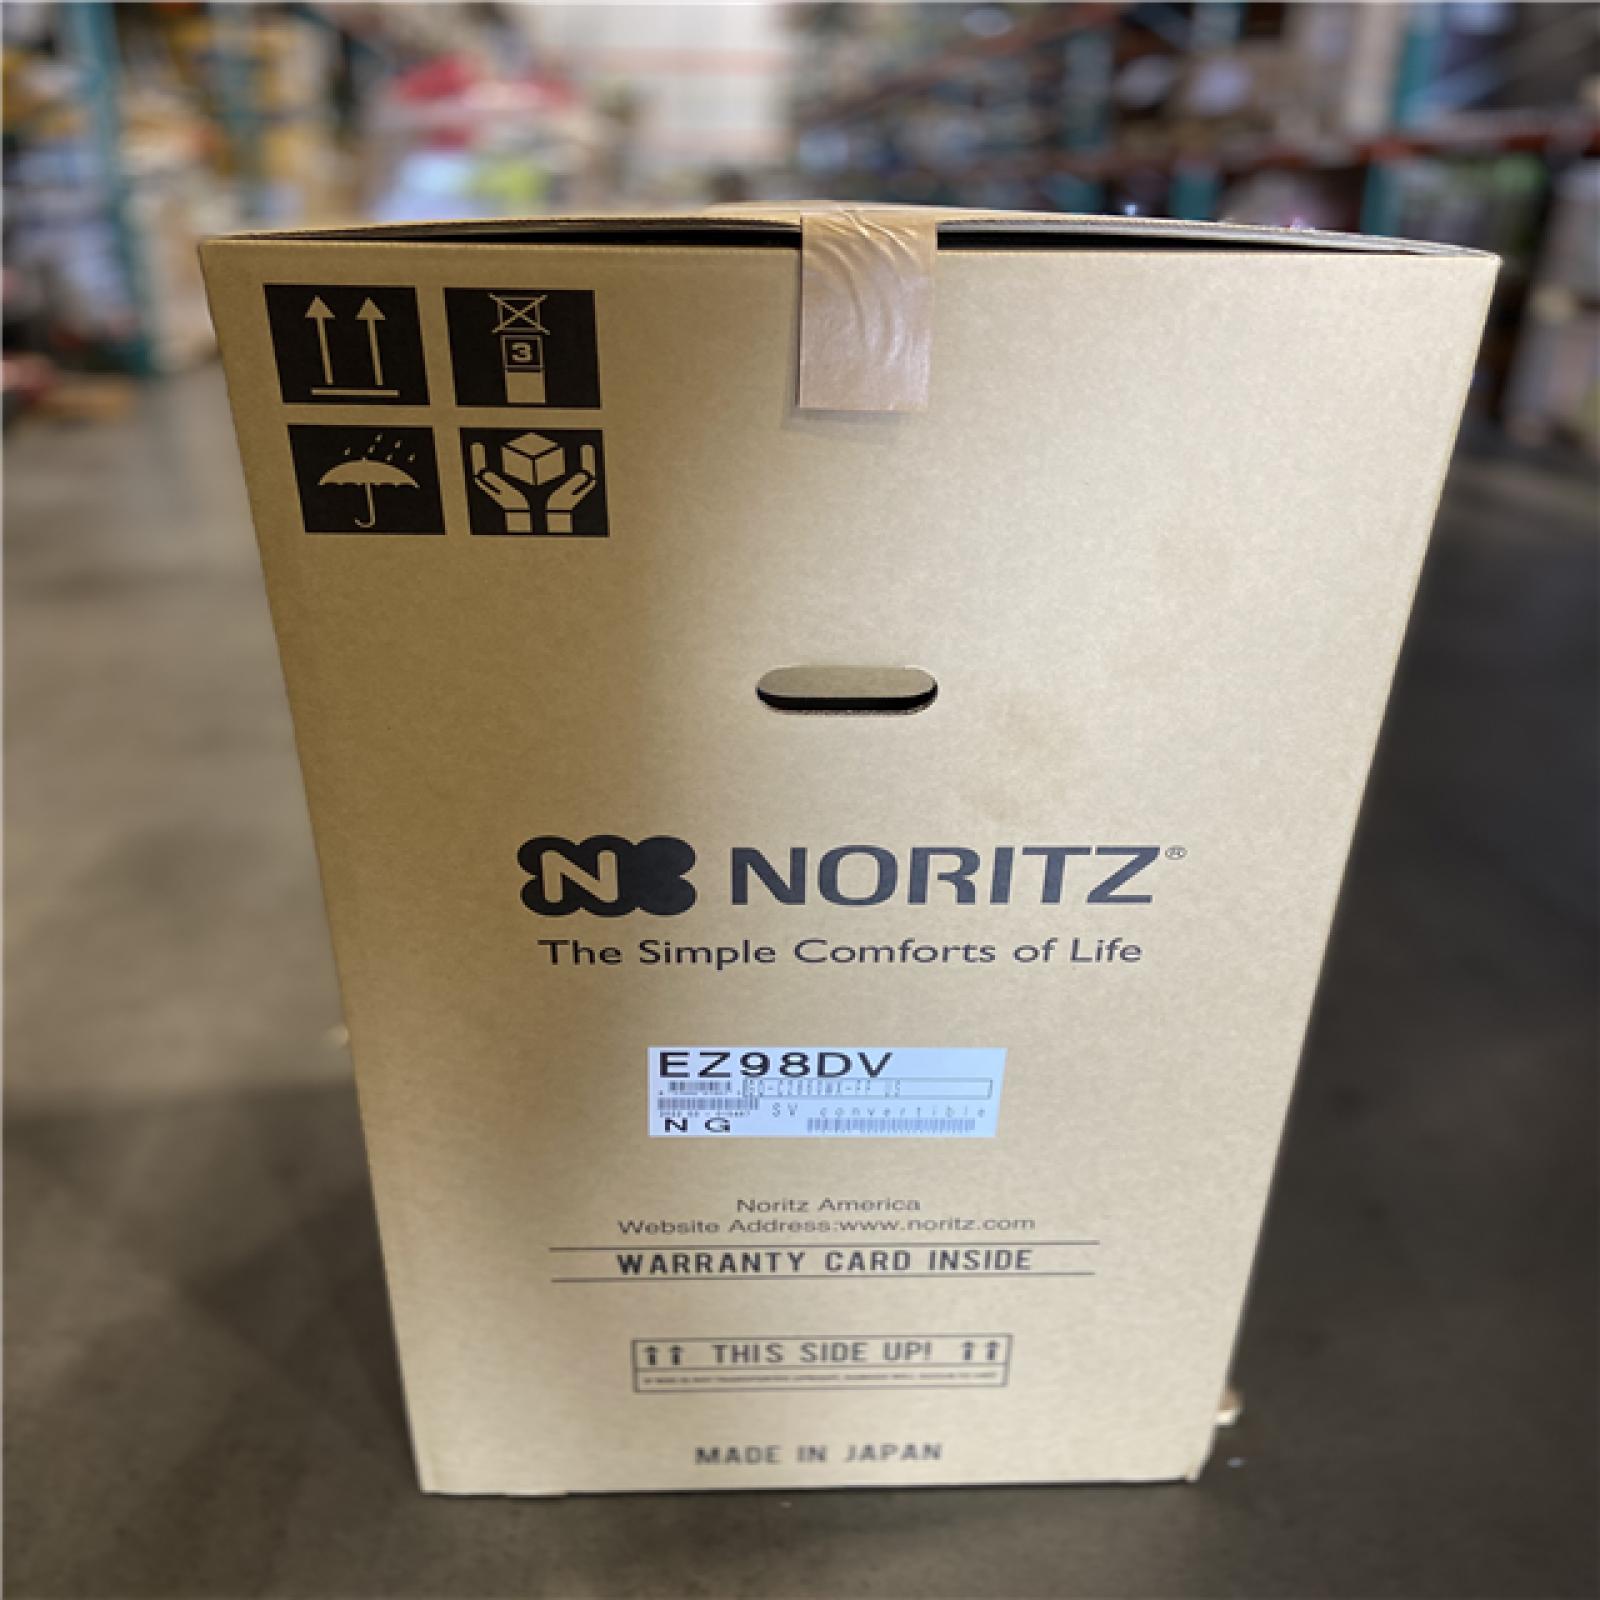 3
N NORITZ®
The Simple Comforts of Life
EZ98DV
SV convertible
NG
Noritz America
Website Address:www.noritz.com
WARRANTY CARD INSIDE
THIS SIDE UP!
MADE IN JAPAN